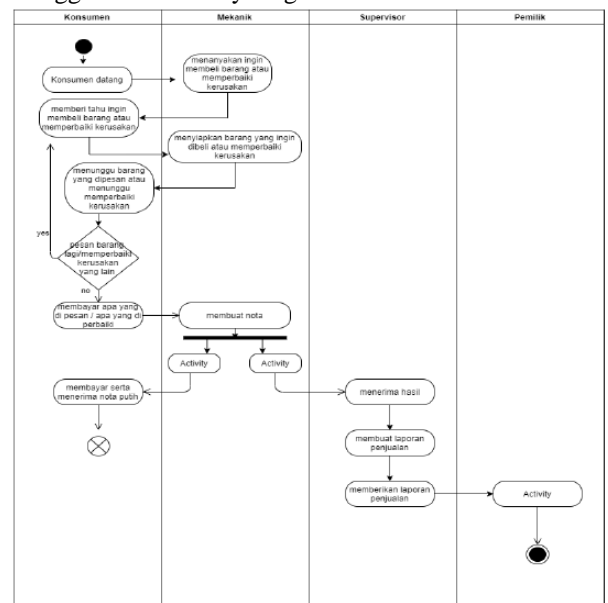 Konsumen
Mekanik
Supervisor
Pemilik
Konsumen datang
menanyakan ingin
membeli barang atau
memperbaiki
kerusakan
memberi tahu ingin
membeli barang atau
memperbaiki kerusakan
menyiapkan barang yang ingin
dibeli atau memperbaiki
kerusakan
menunggu barang
yang dipesan atau
menunggu
memperbaiki
kerusakan
yes
pesan barang
lagi/memperbaiki
kerusakan
yang lain
no
membayar apa yang
di pesan / apa yang di
perbaiki
membuat nota
Activity
Activity
membayar serta
menerima nota putih
menerima hasil
membuat laporan
penjualan
memberikan laporan
penjualan
Activity